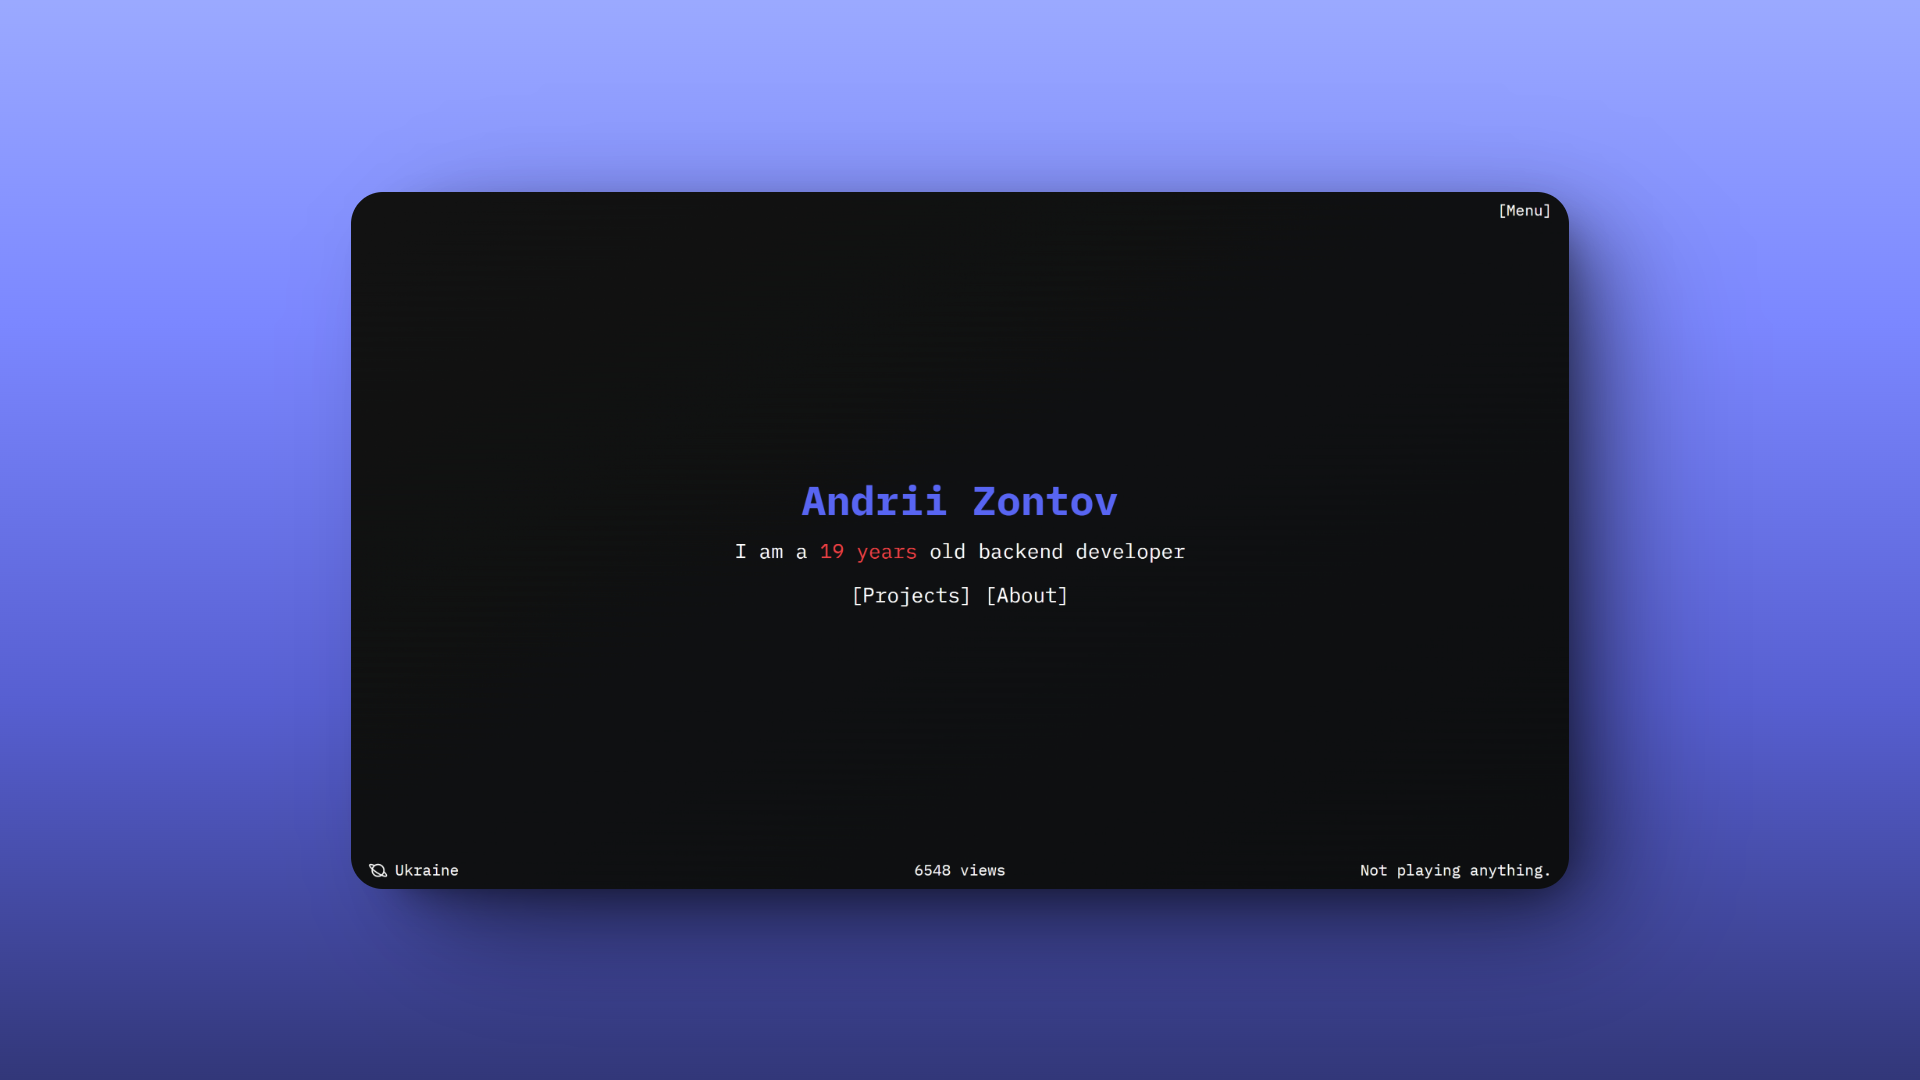 [Menu]
Andrii Zontov
I am a 19 years old backend developer
[Projects] [About]
Ukraine
6548 views
Not playing anything.